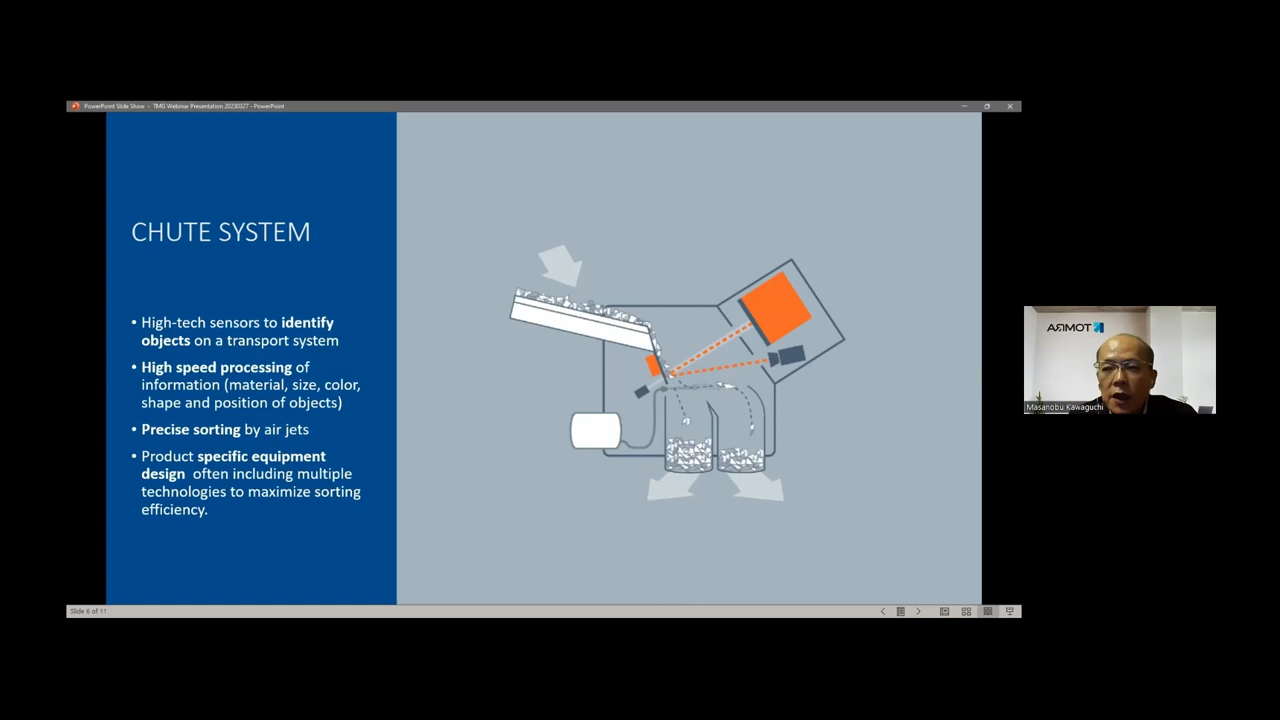 PowerPoint Slide Show - TMG Webinar Presentation 20230327 - PowerPoint
CHUTE SYSTEM
• High-tech sensors to identify
objects on a transport system
• High speed processing of
information (material, size, color,
shape and position of objects)
• Precise sorting by air jets
• Product specific equipment
design often including multiple
technologies to maximize sorting
efficiency.
TOMRA
Masanobu Kawaguchi
Slide 6 of 11